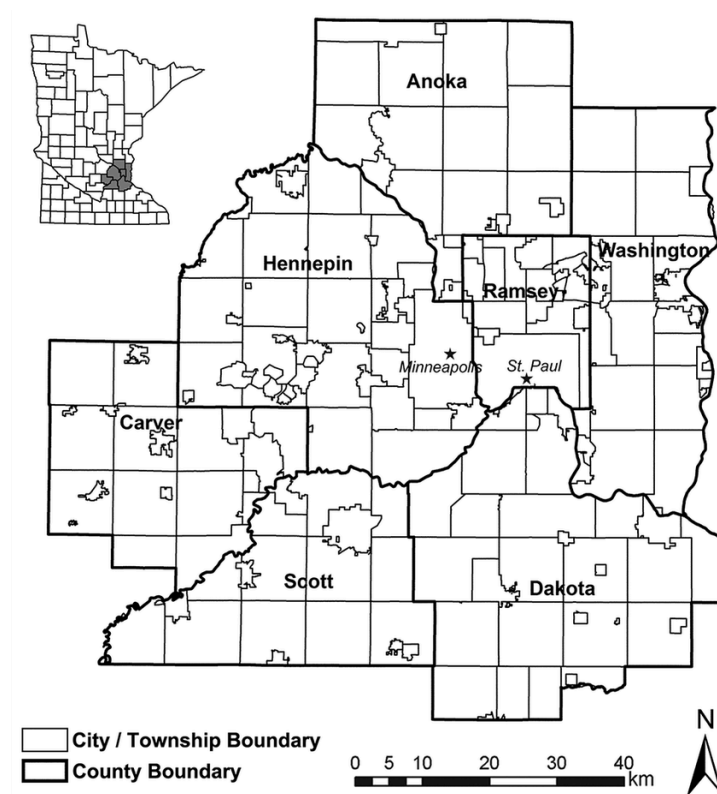 Anoka
Washington
Hennepin
Ramsey
Minneapolis
St. Paul
Carver
Scott
Dakota
City / Township Boundary
County Boundary
N
0 5 10 20 30 40
km